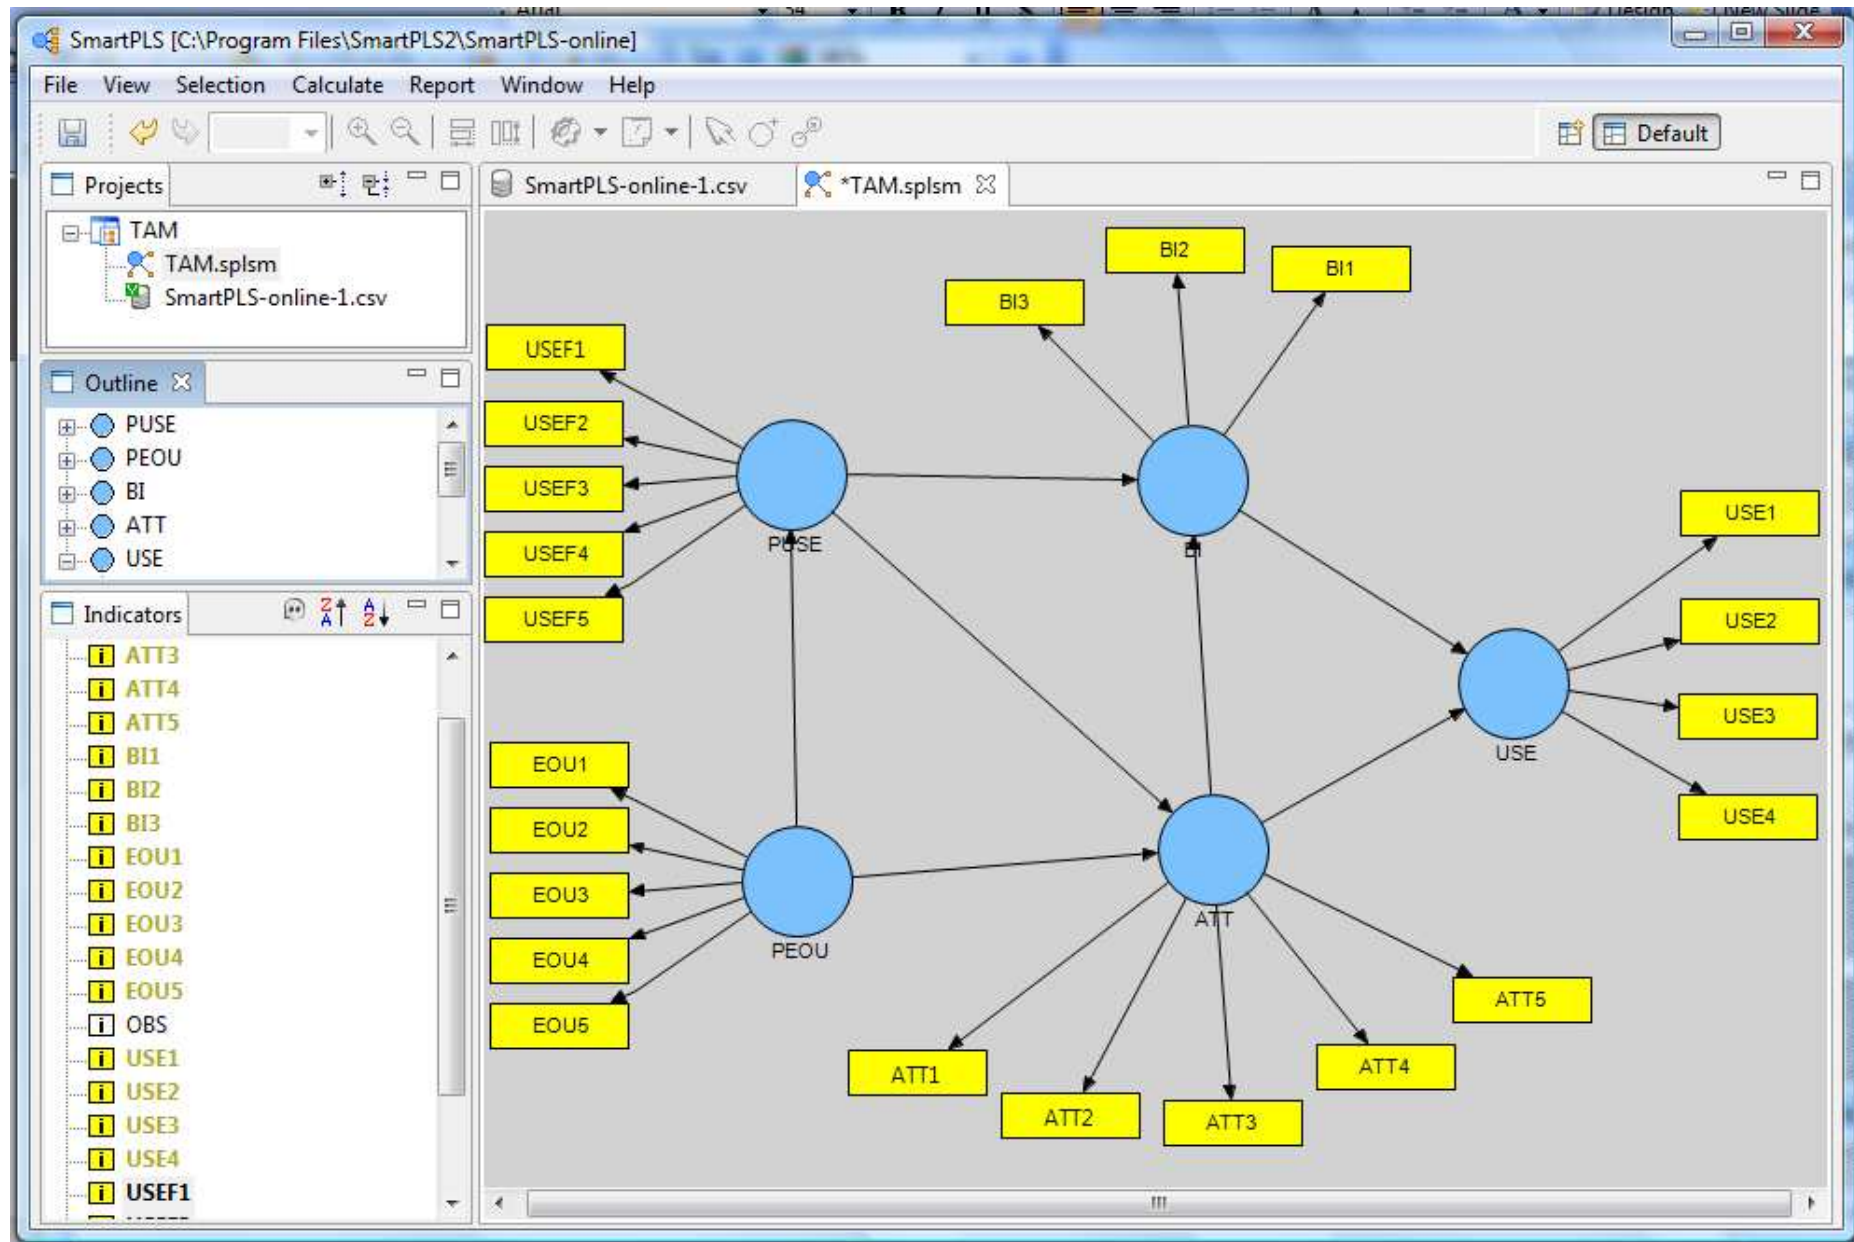 SmartPLS [C:\Program Files\SmartPLS2\SmartPLS-online]
File View Selection Calculate Report Window Help
Default
Projects
TAM
TAM.splsm
SmartPLS-online-1.csv
Outline
PUSE
PEOU
BI
ATT
USE
Indicators
ATT3
ATT4
ATT5
BI1
BI2
BI3
EOU1
EOU2
EOU3
EOU4
EOU5
OBS
USE1
USE2
USE3
USE4
USEF1
SmartPLS-online-1.csv
*TAM.splsm
BI2
BI1
BI3
USEF1
USEF2
USEF3
USEF4
USEF5
PUSE
BI
USE1
USE2
USE3
USE4
USE
EOU1
EOU2
EOU3
EOU4
EOU5
PEOU
ATT
ATT5
ATT4
ATT1
ATT2
ATT3